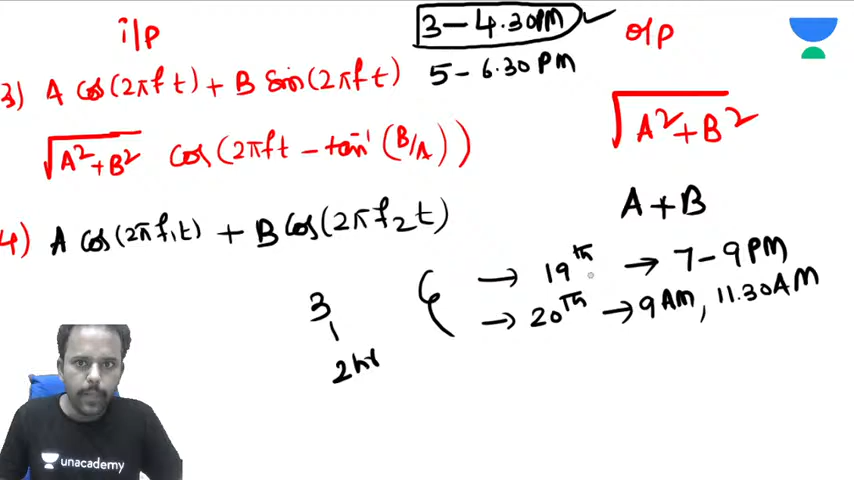 i/p
3 - 4.30PM
o/p
5 - 6.30 PM
3) A cos(2πft) + B sin(2πft)
√A²+B² cos(2πft - tan⁻¹(B/A))
√A²+B²
4) A cos(2πf₁t) + B cos(2πf₂t)
A+B
→ 19th → 7-9PM
→ 20th → 9AM, 11.30AM
3
2hr
unacademy